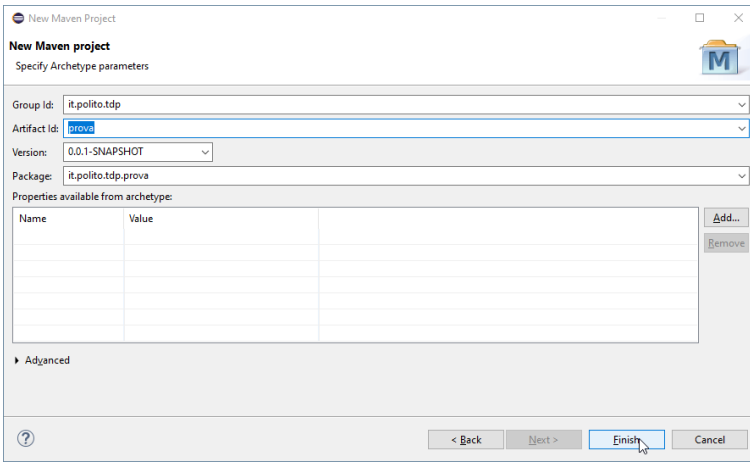 New Maven Project
New Maven project
Specify Archetype parameters
M
Group Id: it.polito.tdp
Artifact Id: prova
Version: 0.0.1-SNAPSHOT
Package: it.polito.tdp.prova
Properties available from archetype:
Name Value
Add...
Remove
Advanced
? < Back Next > Finish Cancel